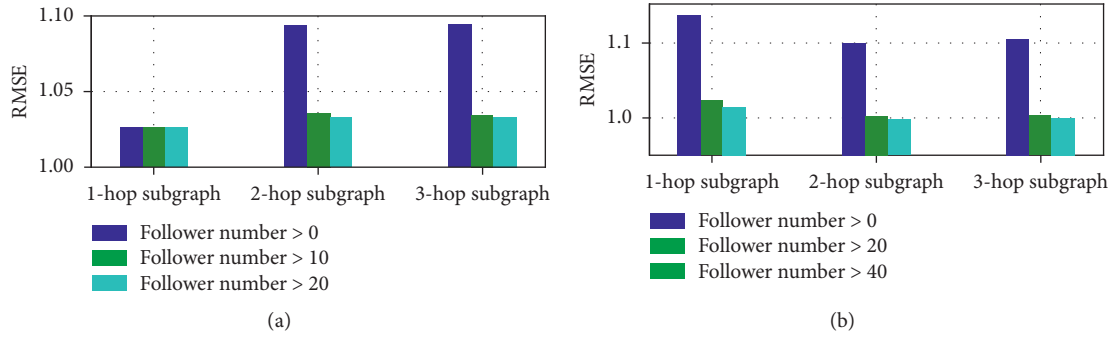 RMSE
1.10
1.05
1.00
1-hop subgraph
2-hop subgraph
3-hop subgraph
Follower number > 0
Follower number > 10
Follower number > 20
(a)
RMSE
1.1
1.0
1-hop subgraph
2-hop subgraph
3-hop subgraph
Follower number > 0
Follower number > 20
Follower number > 40
(b)